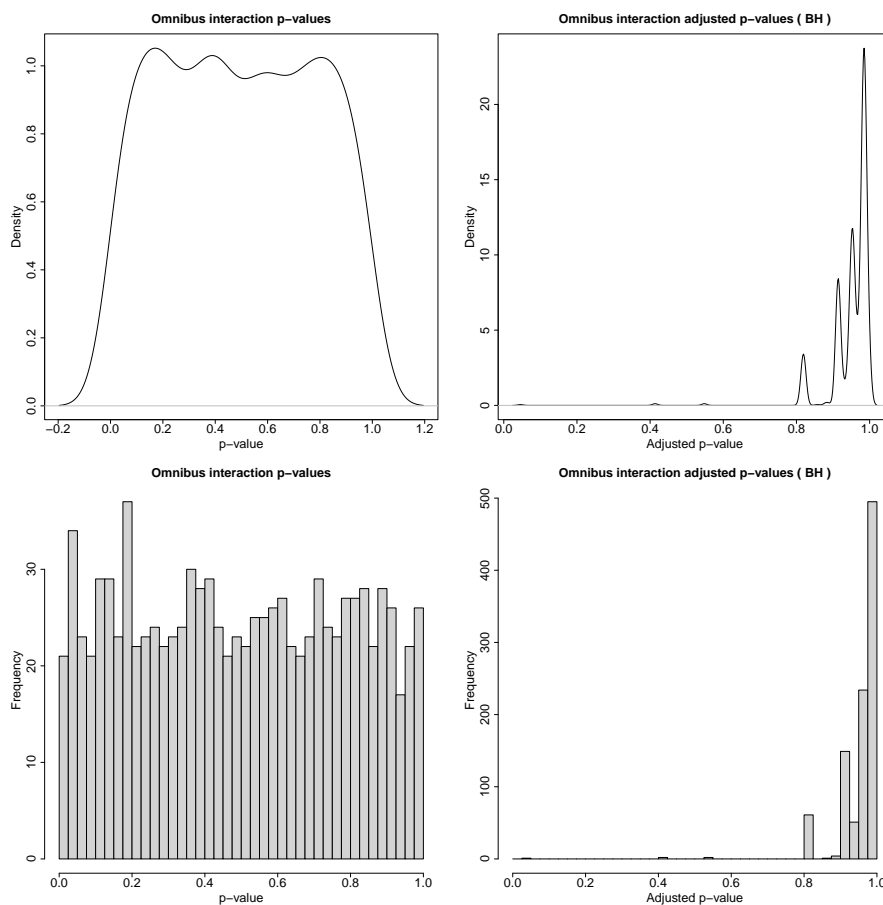 Omnibus interaction p−values
Density
0.0 0.2 0.4 0.6 0.8 1.0
−0.2 0.0 0.2 0.4 0.6 0.8 1.0 1.2
p−value
Omnibus interaction adjusted p−values ( BH )
Density
0 5 10 15 20
0.0 0.2 0.4 0.6 0.8 1.0
Adjusted p−value
Omnibus interaction p−values
Frequency
0 10 20 30
0.0 0.2 0.4 0.6 0.8 1.0
p−value
Omnibus interaction adjusted p−values ( BH )
Frequency
0 100 200 300 400 500
0.0 0.2 0.4 0.6 0.8 1.0
Adjusted p−value